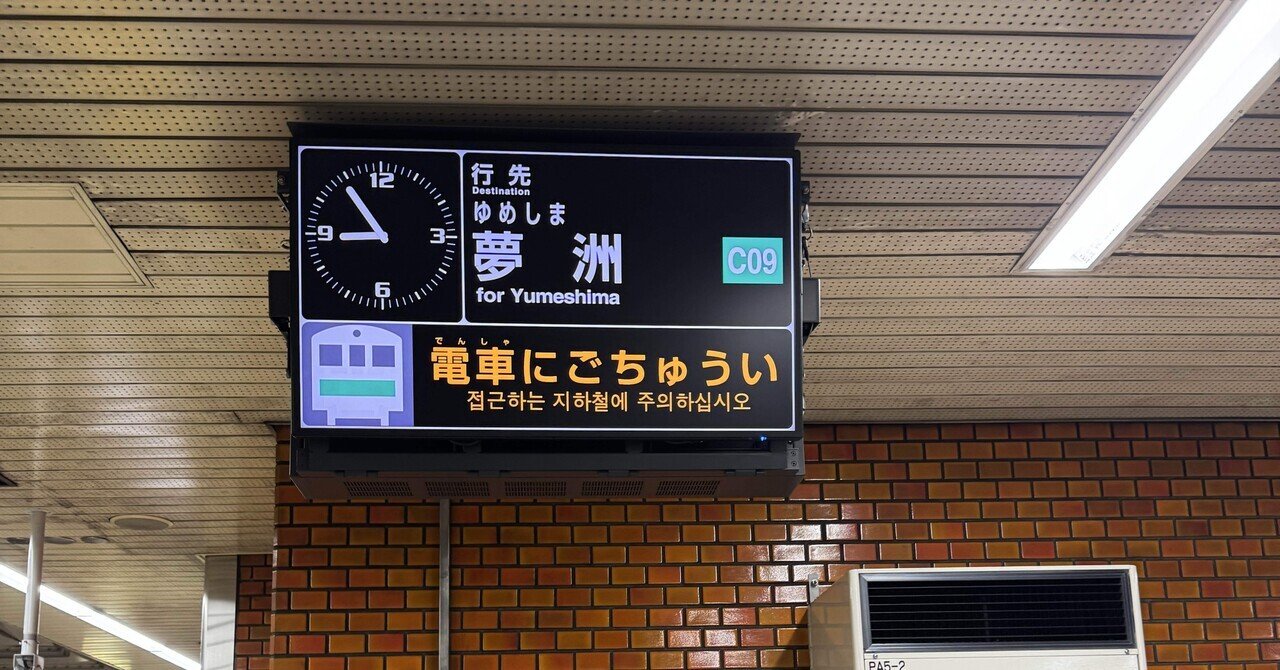 12
9
3
6
行先
Destination
ゆめしま
夢洲
for Yumeshima
C09
でんしゃ
電車にごちゅうい
접근하는 지하철에 주의하십시오
PA5-2